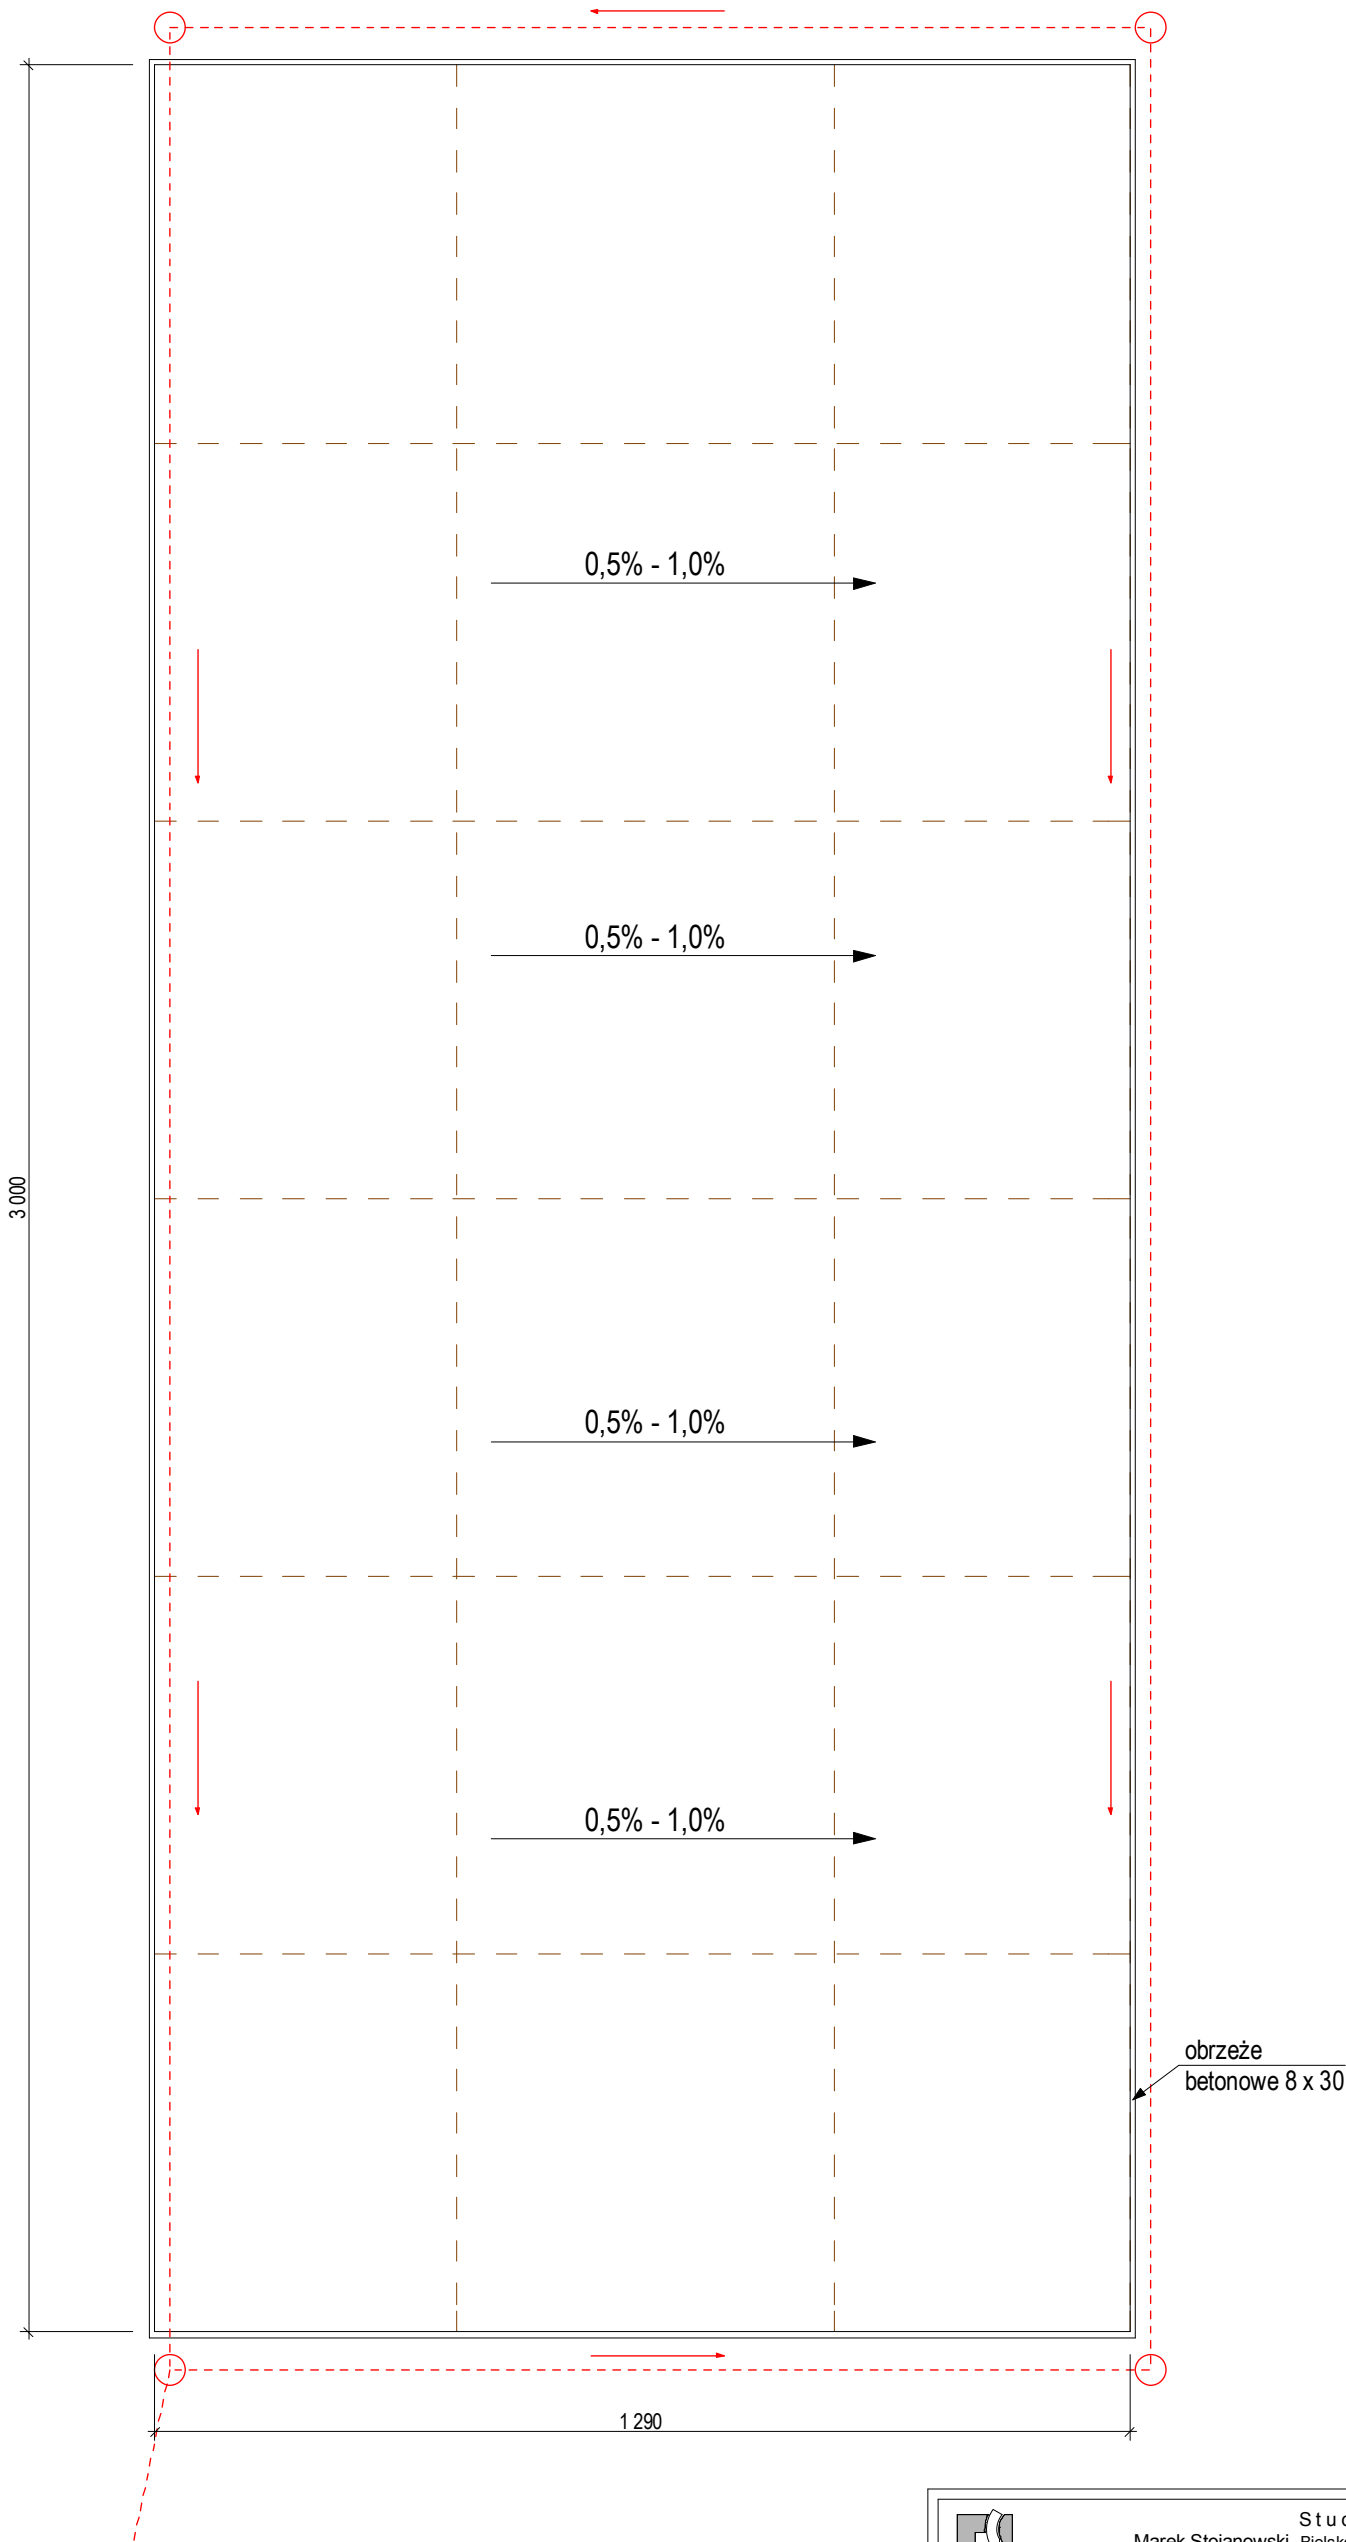 0,5% - 1,0%
0,5% - 1,0%
3 000
0,5% - 1,0%
0,5% - 1,0%
obrzeże
betonowe 8 x 30
1 290
Marek Stojanowski